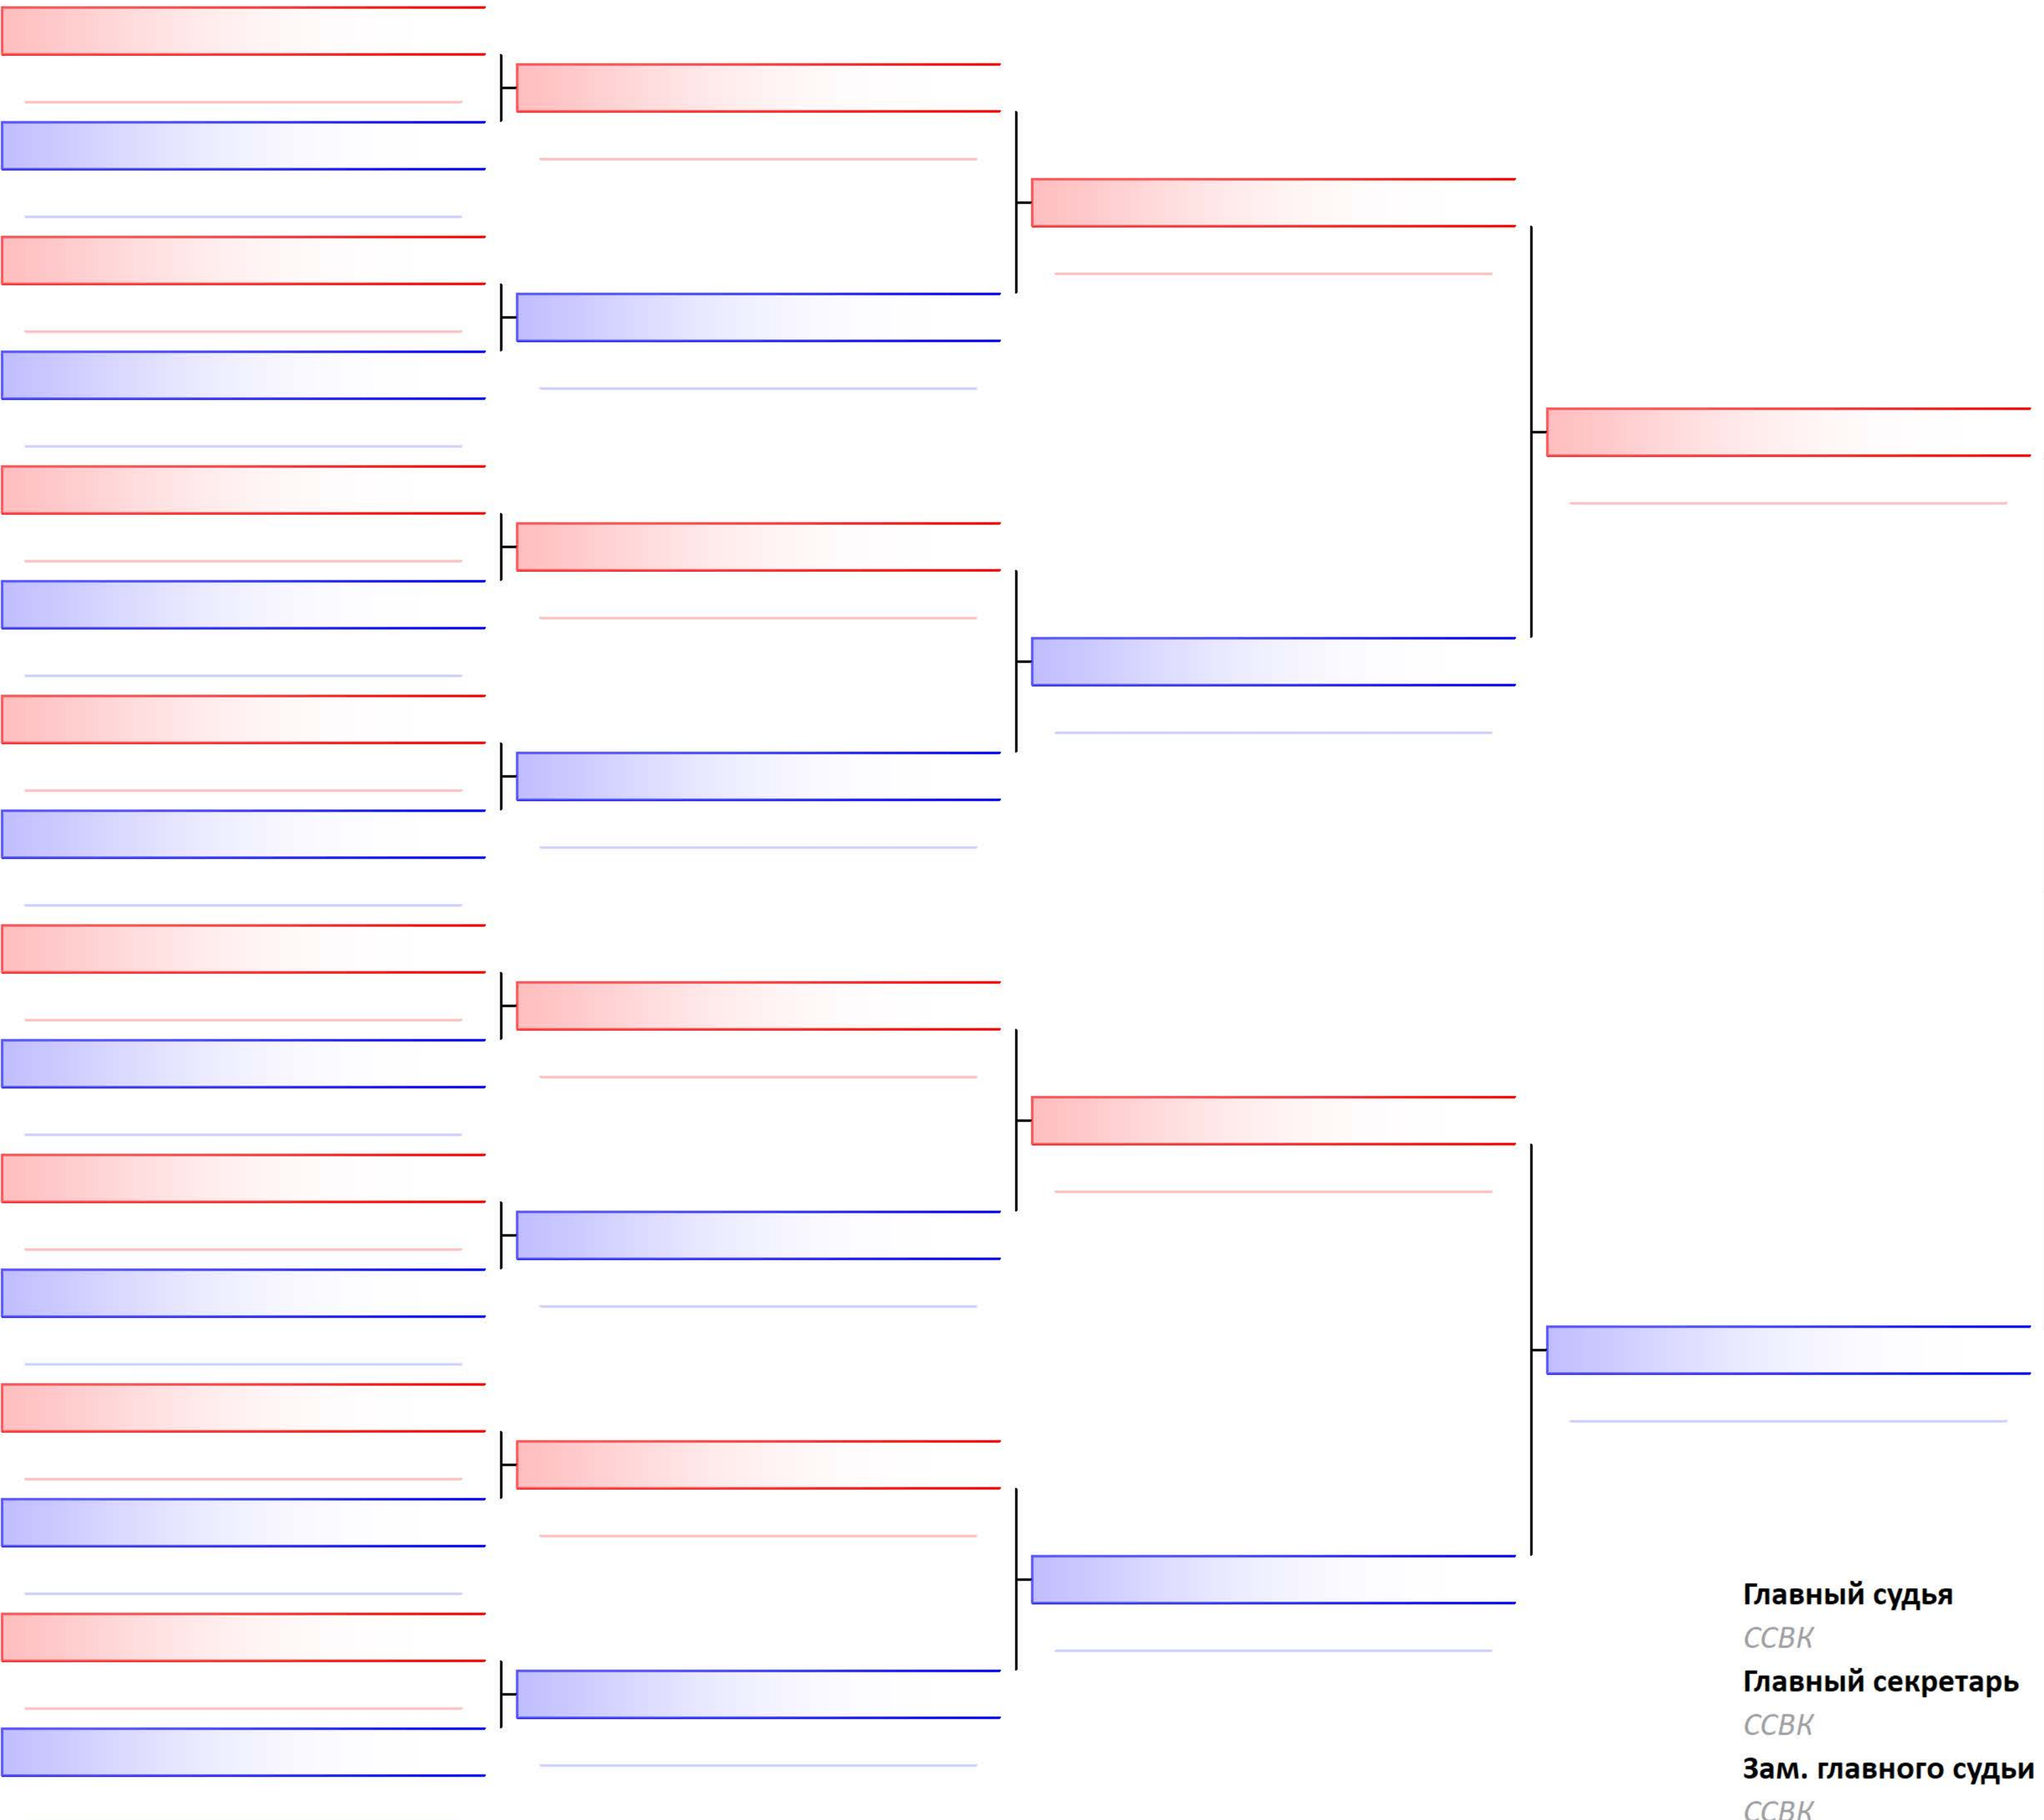 Главный судья
ССВК
Главный секретарь
ССВК
Зам. главного судьи
ССВК